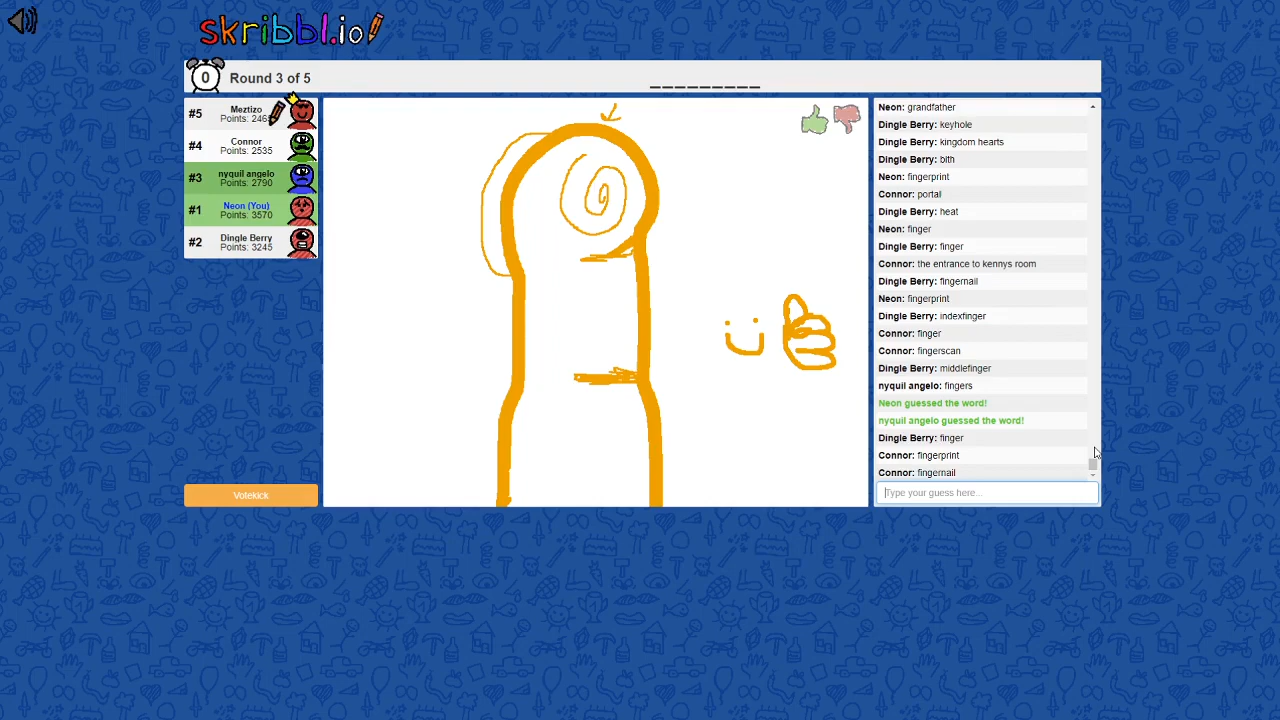 skribbl.io
0
Round 3 of 5
_________
#5
Meztizo
Points: 2465
#4
Connor
Points: 2535
#3
nyquil angelo
Points: 2790
#1
Neon (You)
Points: 3570
#2
Dingle Berry
Points: 3245
Votekick
Neon: grandfather
Dingle Berry: keyhole
Dingle Berry: kingdom hearts
Dingle Berry: bith
Neon: fingerprint
Connor: portal
Dingle Berry: heat
Neon: finger
Dingle Berry: finger
Connor: the entrance to kennys room
Dingle Berry: fingernail
Neon: fingerprint
Dingle Berry: indexfinger
Connor: finger
Connor: fingerscan
Dingle Berry: middlefinger
nyquil angelo: fingers
Neon guessed the word!
nyquil angelo guessed the word!
Dingle Berry: finger
Connor: fingerprint
Connor: fingernail
Type your guess here...